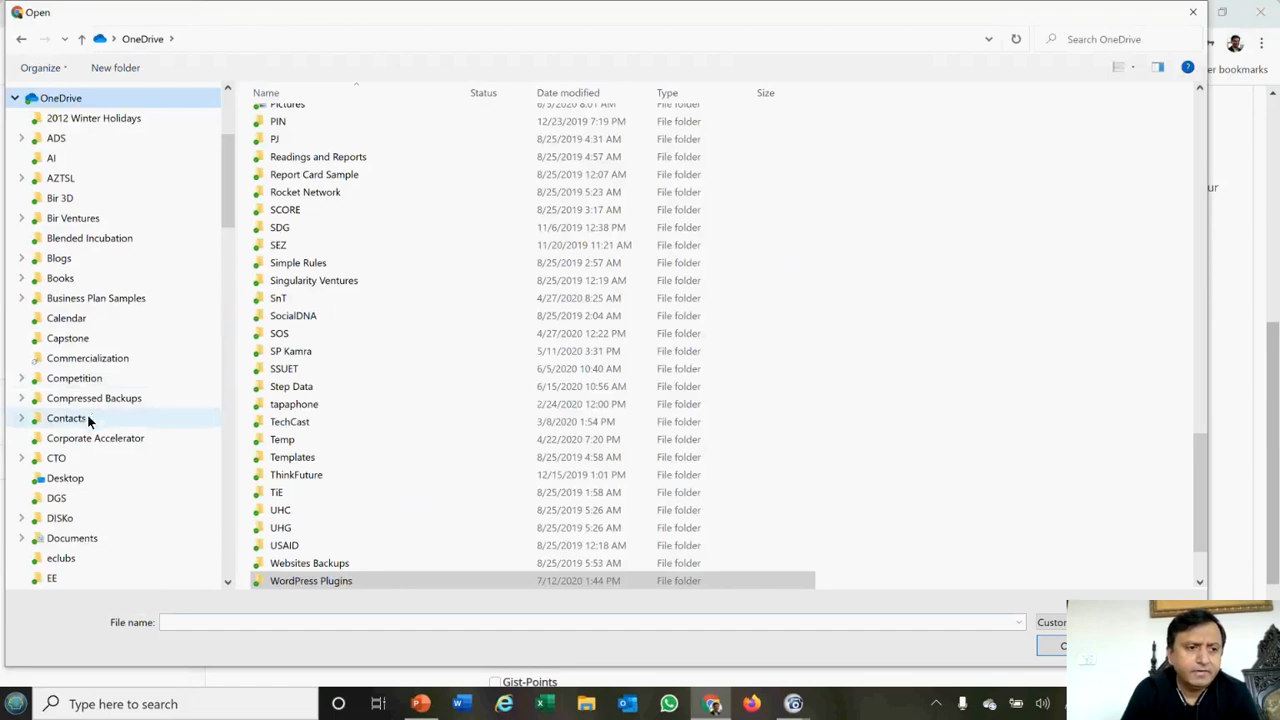 Open
OneDrive
Search OneDrive
Organize
New folder
er bookmarks
Name
Status
Date modified
Type
Size
OneDrive
2012 Winter Holidays
ADS
AI
AZTSL
Bir 3D
Bir Ventures
Blended Incubation
Blogs
Books
Business Plan Samples
Calendar
Capstone
Commercialization
Competition
Compressed Backups
Contacts
Corporate Accelerator
CTO
Desktop
DGS
DISKo
Documents
eclubs
EE
Pictures 6/5/2020 8:01 AM File folder
PIN 12/23/2019 7:19 PM File folder
PJ 8/25/2019 4:31 AM File folder
Readings and Reports 8/25/2019 4:57 AM File folder
Report Card Sample 8/25/2019 12:07 AM File folder
Rocket Network 8/25/2019 5:23 AM File folder
SCORE 8/25/2019 3:17 AM File folder
SDG 11/6/2019 12:38 PM File folder
SEZ 11/20/2019 11:21 AM File folder
Simple Rules 8/25/2019 2:57 AM File folder
Singularity Ventures 8/25/2019 12:19 AM File folder
SnT 4/27/2020 8:25 AM File folder
SocialDNA 8/25/2019 2:04 AM File folder
SOS 4/27/2020 12:22 PM File folder
SP Kamra 5/11/2020 3:31 PM File folder
SSUET 6/5/2020 10:40 AM File folder
Step Data 6/15/2020 10:56 AM File folder
tapaphone 2/24/2020 12:00 PM File folder
TechCast 3/8/2020 1:54 PM File folder
Temp 4/22/2020 7:20 PM File folder
Templates 8/25/2019 4:58 AM File folder
ThinkFuture 12/15/2019 1:01 PM File folder
TiE 8/25/2019 1:58 AM File folder
UHC 8/25/2019 5:26 AM File folder
UHG 8/25/2019 5:26 AM File folder
USAID 8/25/2019 12:18 AM File folder
Websites Backups 8/25/2019 5:53 AM File folder
WordPress Plugins 7/12/2020 1:44 PM File folder
ur
File name:
Custo
O
Gist-Points
Type here to search